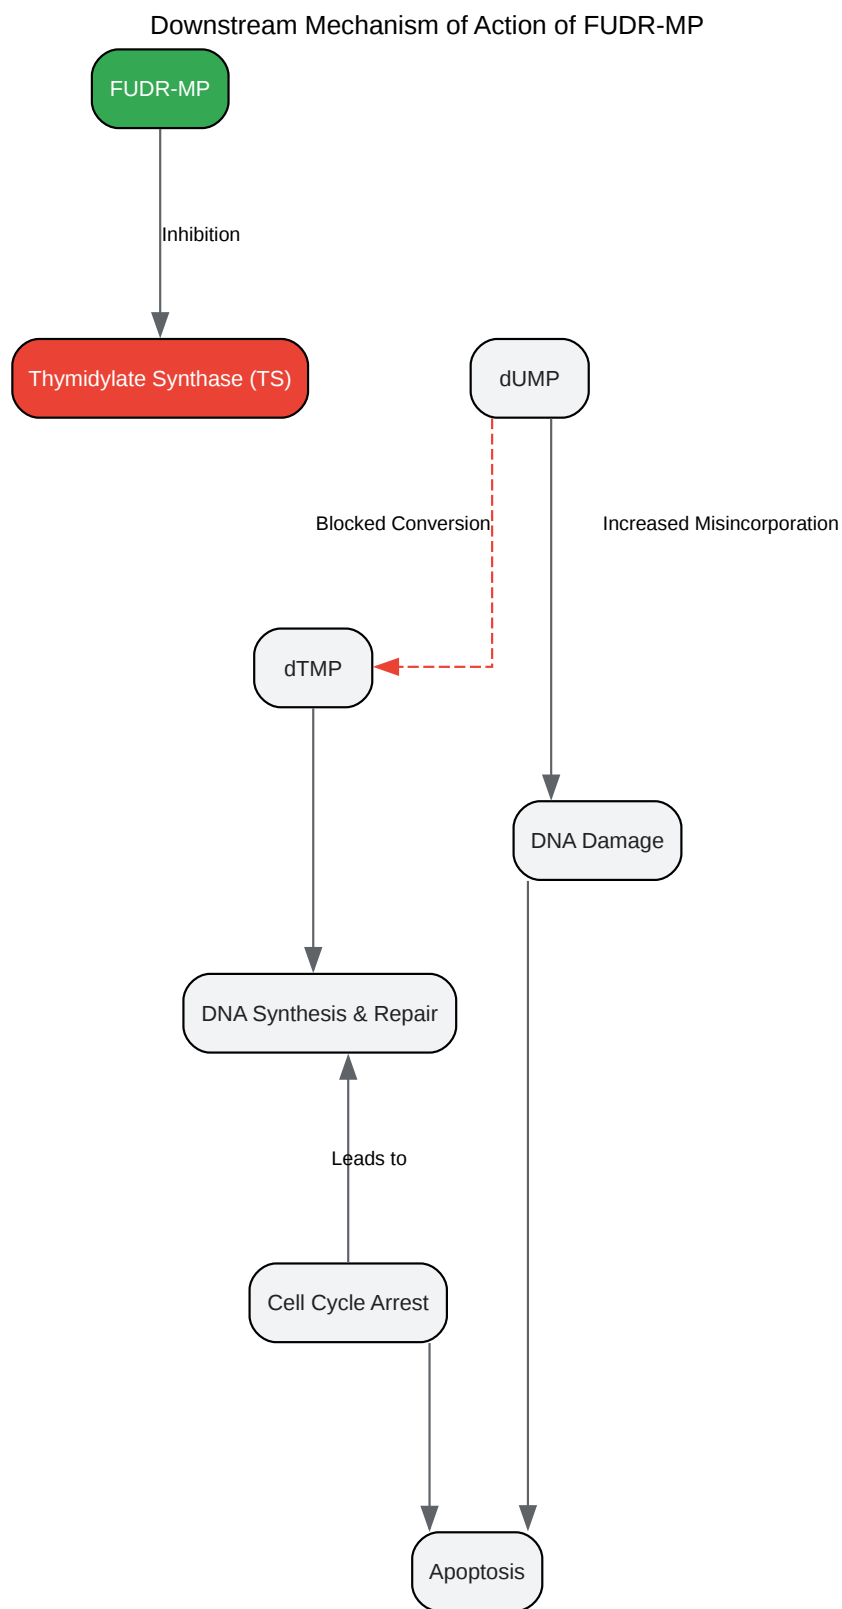 Downstream Mechanism of Action of FUDR-MP
FUDR-MP
Inhibition
Thymidylate Synthase (TS)
dUMP
Blocked Conversion
Increased Misincorporation
dTMP
DNA Damage
DNA Synthesis & Repair
Leads to
Cell Cycle Arrest
Apoptosis